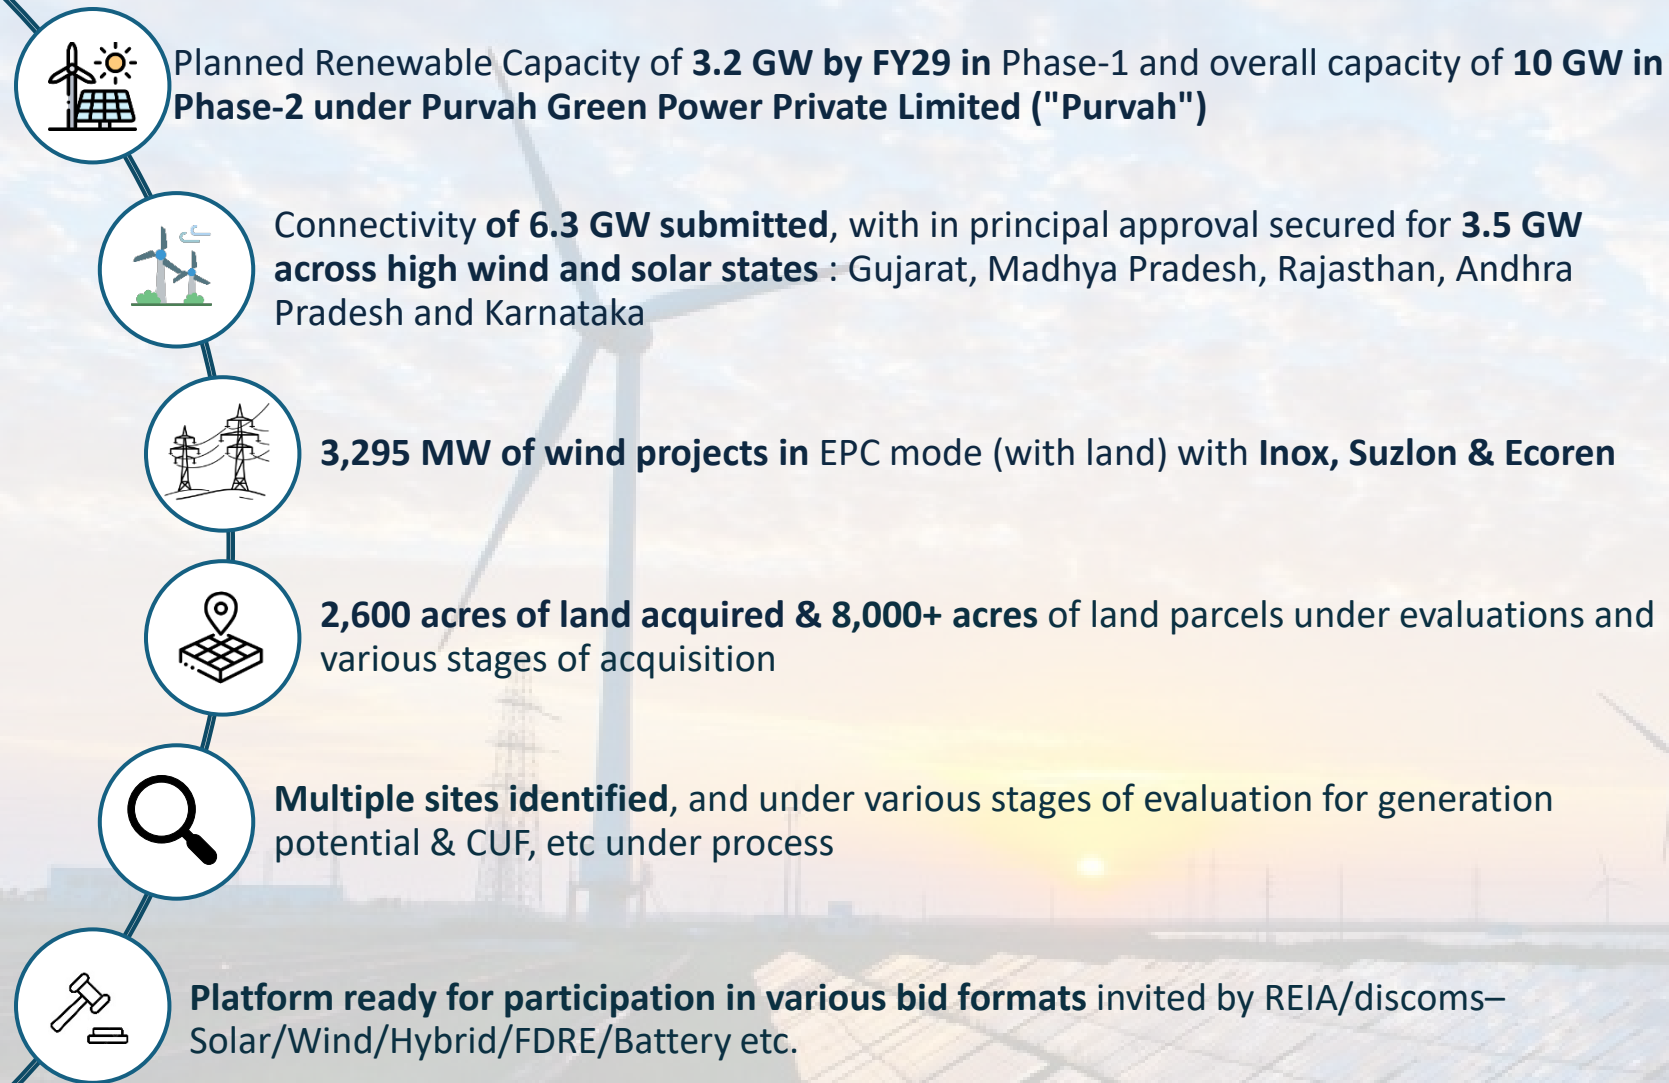 Planned Renewable Capacity of 3.2 GW by FY29 in Phase-1 and overall capacity of 10 GW in
Phase-2 under Purvah Green Power Private Limited ("Purvah")
Connectivity of 6.3 GW submitted, with in principal approval secured for 3.5 GW
across high wind and solar states : Gujarat, Madhya Pradesh, Rajasthan, Andhra
Pradesh and Karnataka
3,295 MW of wind projects in EPC mode (with land) with Inox, Suzlon & Ecoren
2,600 acres of land acquired & 8,000+ acres of land parcels under evaluations and
various stages of acquisition
Multiple sites identified, and under various stages of evaluation for generation
potential & CUF, etc under process
Platform ready for participation in various bid formats invited by REIA/discoms–
Solar/Wind/Hybrid/FDRE/Battery etc.